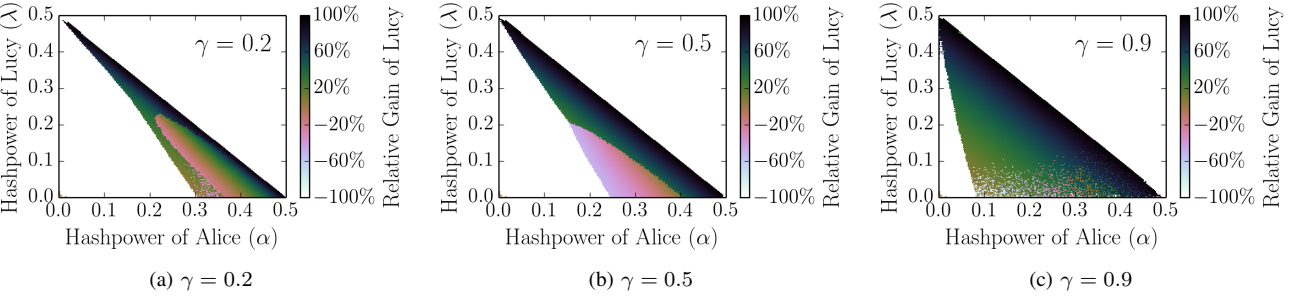 Hashpower of Lucy (λ)
0.5
0.4
0.3
0.2
0.1
0.0
0.0 0.1 0.2 0.3 0.4 0.5
Hashpower of Alice (α)
γ = 0.2
100%
60%
20%
−20%
−60%
−100%
Relative Gain of Lucy
(a) γ = 0.2
Hashpower of Lucy (λ)
0.5
0.4
0.3
0.2
0.1
0.0
0.0 0.1 0.2 0.3 0.4 0.5
Hashpower of Alice (α)
γ = 0.5
100%
60%
20%
−20%
−60%
−100%
Relative Gain of Lucy
(b) γ = 0.5
Hashpower of Lucy (λ)
0.5
0.4
0.3
0.2
0.1
0.0
0.0 0.1 0.2 0.3 0.4 0.5
Hashpower of Alice (α)
γ = 0.9
100%
60%
20%
−20%
−60%
−100%
Relative Gain of Lucy
(c) γ = 0.9